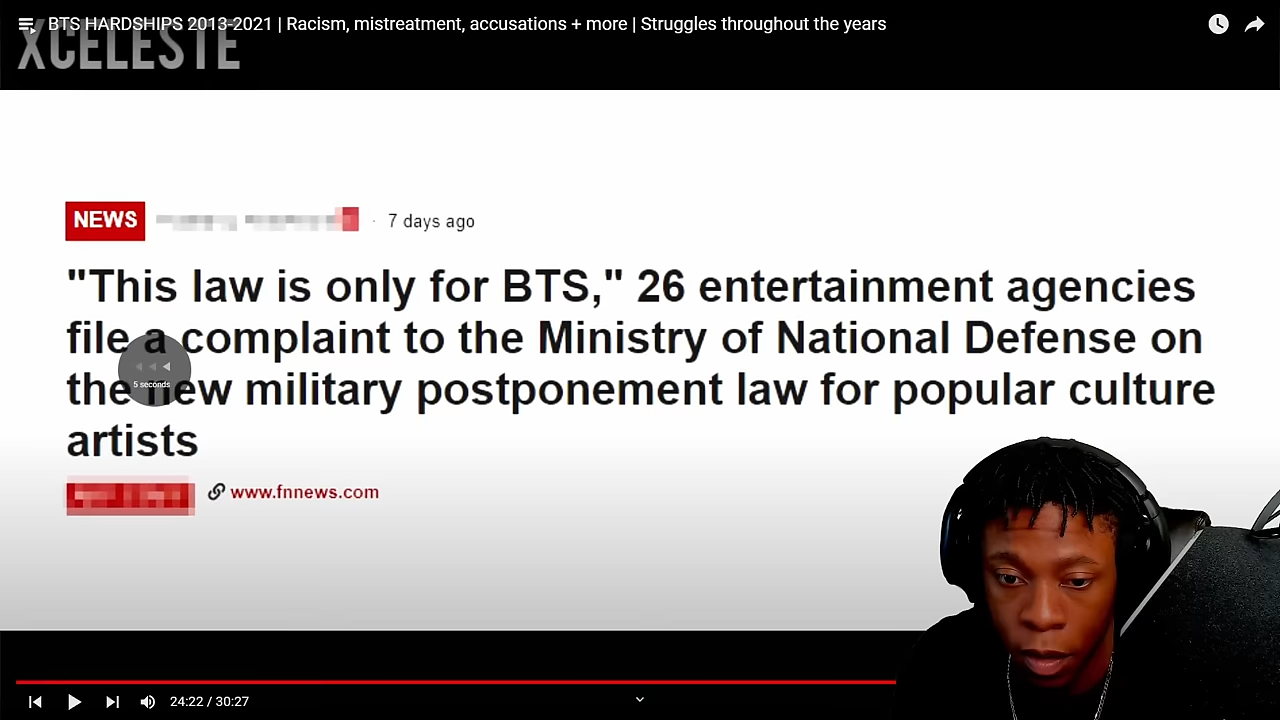 BTS HARDSHIPS 2013-2021 | Racism, mistreatment, accusations + more | Struggles throughout the years
XCELESTE
NEWS · 7 days ago
"This law is only for BTS," 26 entertainment agencies
file a complaint to the Ministry of National Defense on
the new military postponement law for popular culture
artists
5 seconds
www.fnnews.com
24:22 / 30:27